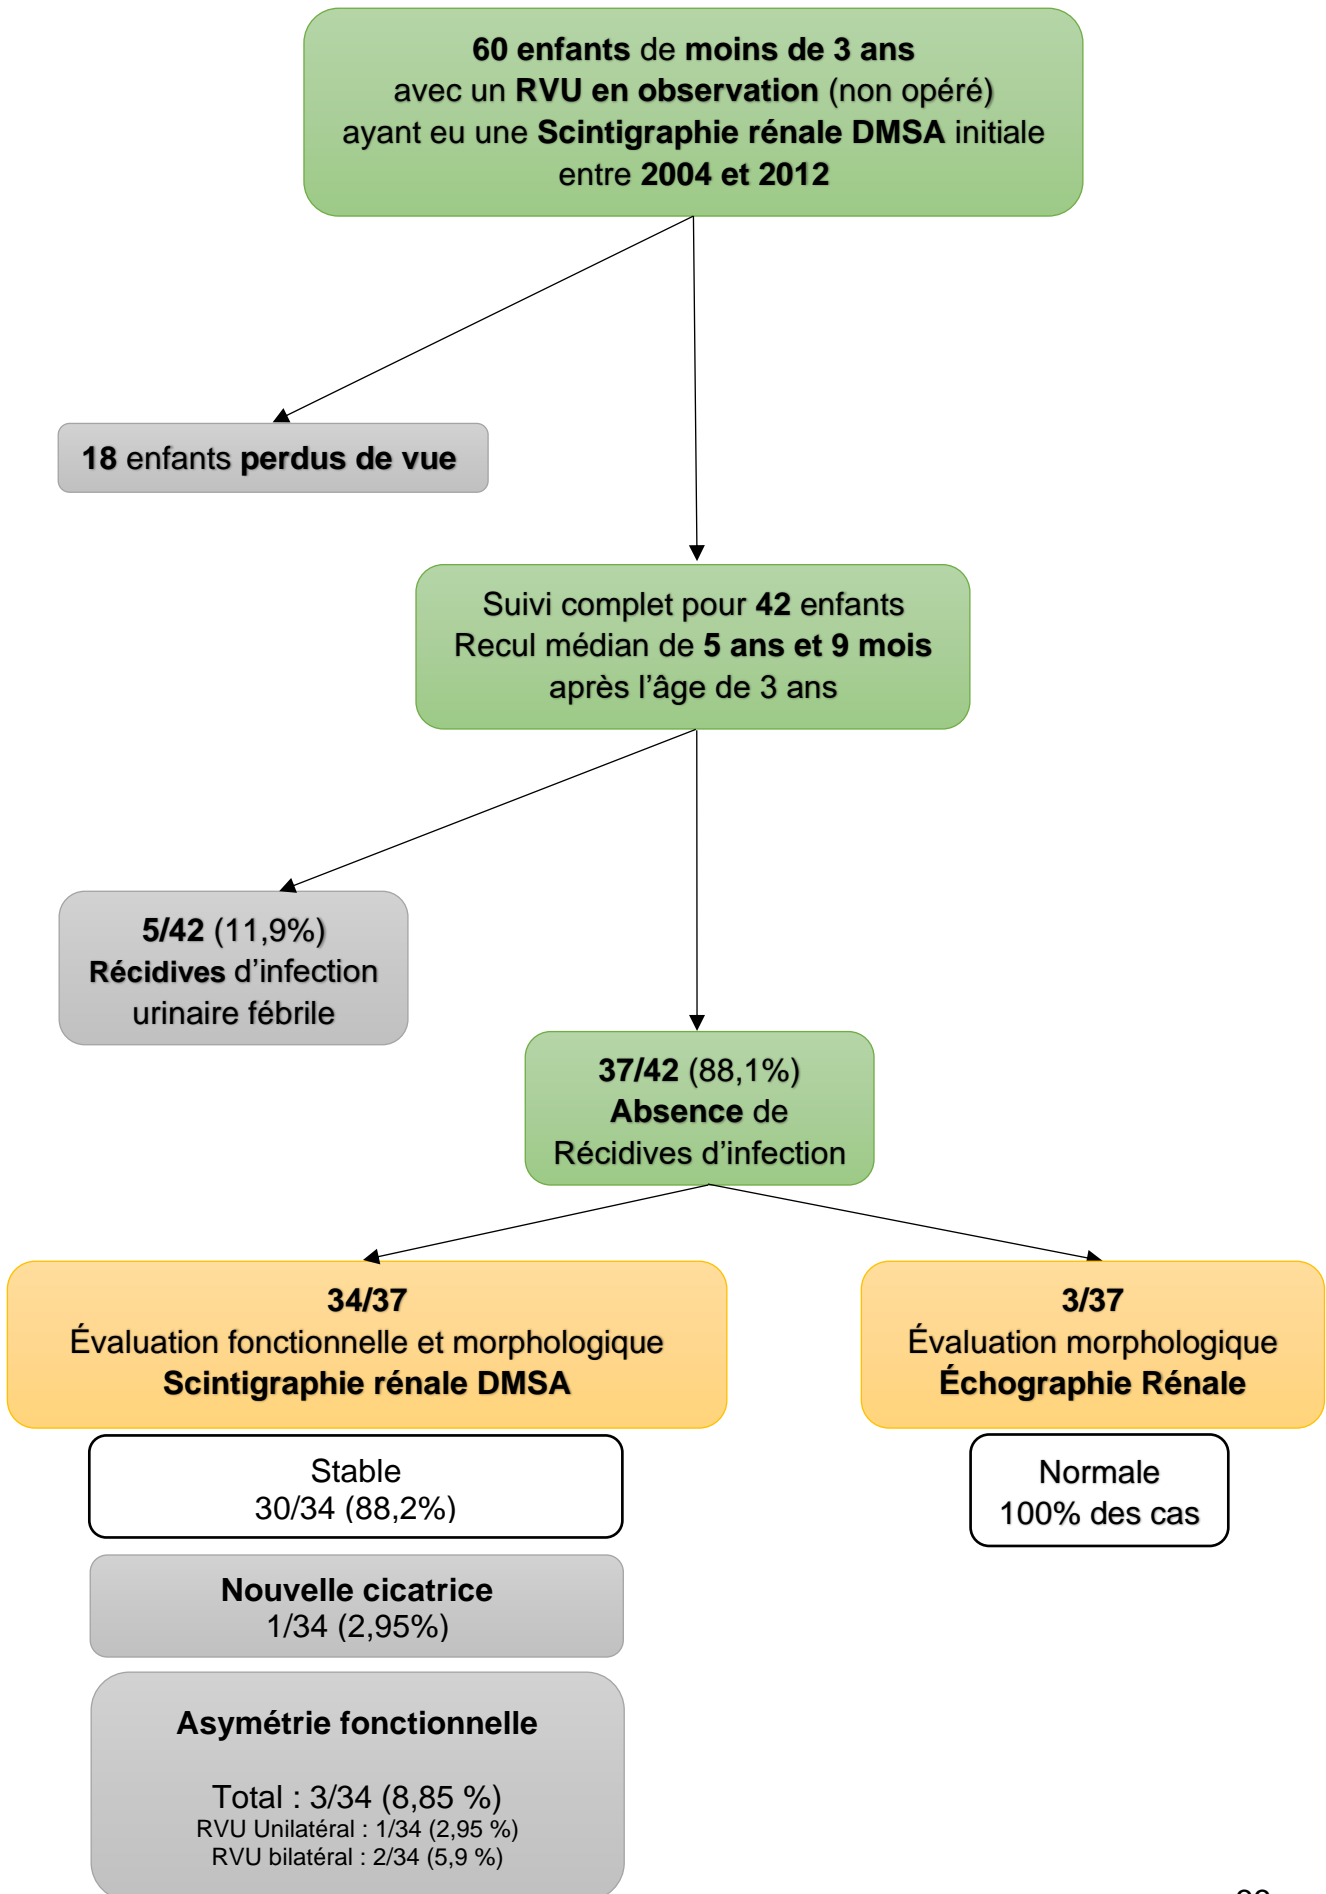 60 enfants de moins de 3 ans
avec un RVU en observation (non opéré)
ayant eu une Scintigraphie rénale DMSA initiale
entre 2004 et 2012
18 enfants perdus de vue
Suivi complet pour 42 enfants
Recul médian de 5 ans et 9 mois
après l'âge de 3 ans
5/42 (11,9%)
Récidives d'infection
urinaire fébrile
37/42 (88,1%)
Absence de
Récidives d'infection
34/37
Évaluation fonctionnelle et morphologique
Scintigraphie rénale DMSA
3/37
Évaluation morphologique
Échographie Rénale
Stable
30/34 (88,2%)
Normale
100% des cas
Nouvelle cicatrice
1/34 (2,95%)
Asymétrie fonctionnelle
Total : 3/34 (8,85 %)
RVU Unilatéral : 1/34 (2,95 %)
RVU bilatéral : 2/34 (5,9 %)